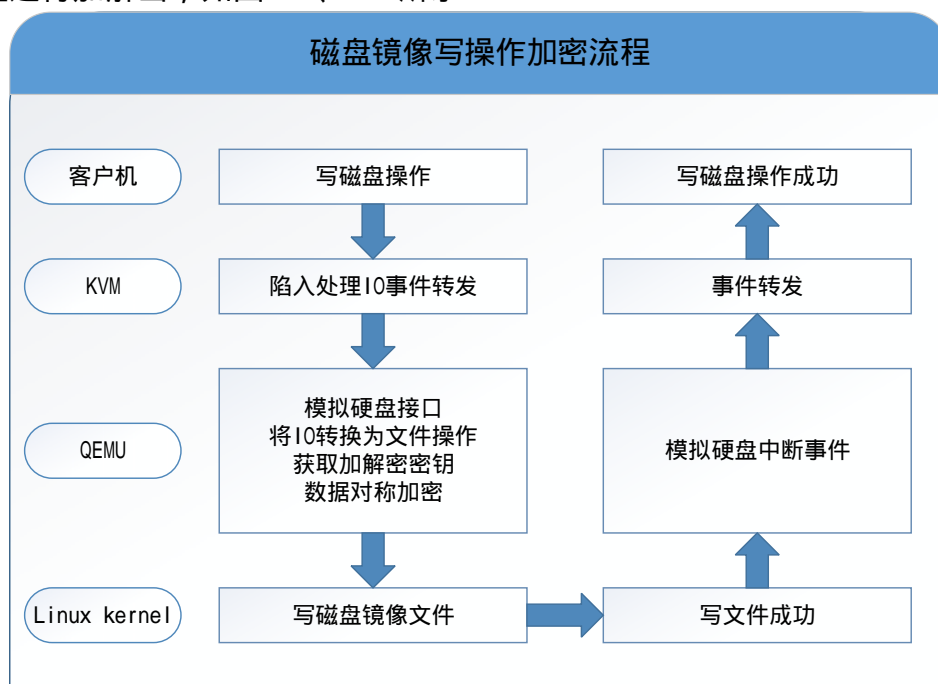 磁盘镜像写操作加密流程
客户机
写磁盘操作
写磁盘操作成功
KVM
陷入处理IO事件转发
事件转发
QEMU
模拟硬盘接口
将IO转换为文件操作
获取加解密密钥
数据对称加密
模拟硬盘中断事件
Linux kernel
写磁盘镜像文件
写文件成功